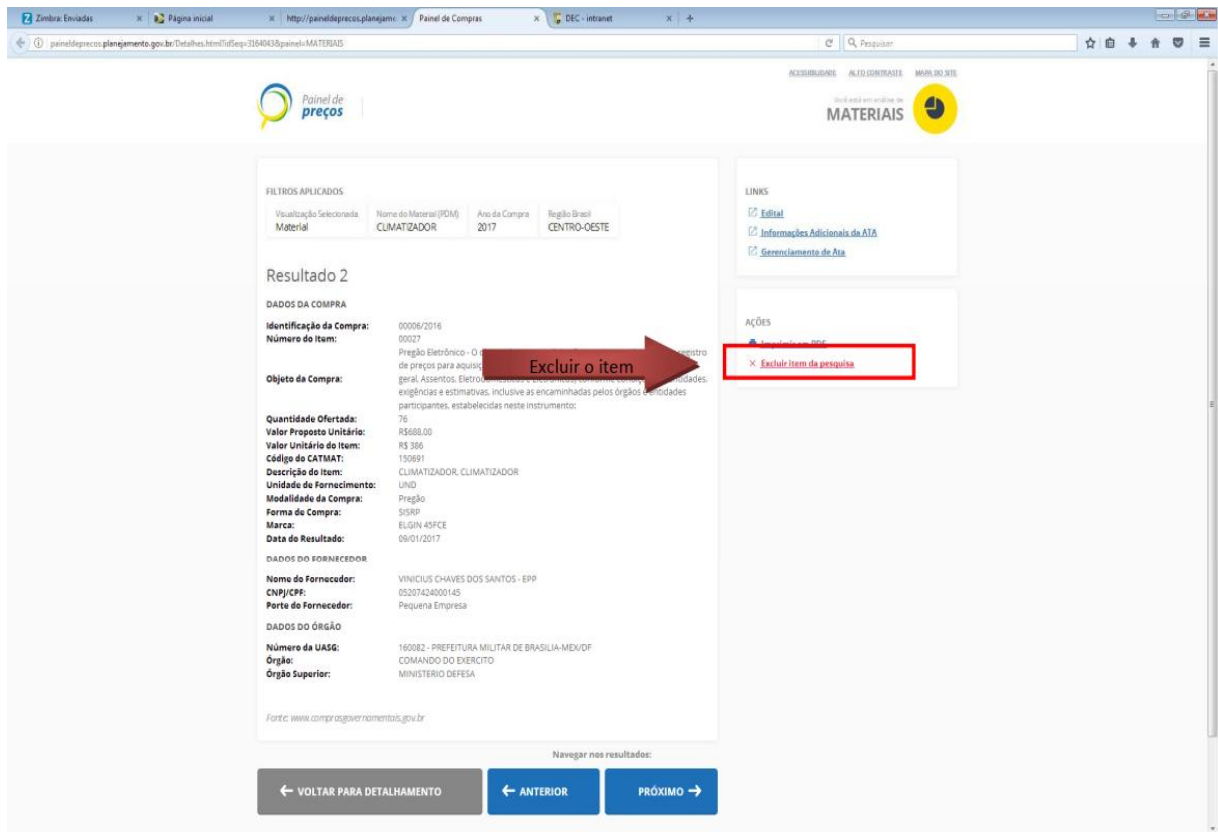 Zimbra: Enviadas
Página inicial
http://paineldeprecos.planejame
Painel de Compras
DEC - intranet
paineldeprecos.planejamento.gov.br/Detalhes.html?idSeq=3164043&painel=MATERIAIS
Pesquisar
ACESSIBILIDADE ALTO CONTRASTE MAPA DO SITE
Painel de
preços
Você está em análise de
MATERIAIS
FILTROS APLICADOS
Visualização Selecionada Nome do Material (PDM) Ano da Compra Região Brasil
Material CLIMATIZADOR 2017 CENTRO-OESTE
Resultado 2
DADOS DA COMPRA
Identificação da Compra: 00006/2016
Número do Item: 00027
Objeto da Compra: Pregão Eletrônico - O registro
de preços para
geral, Assentos, quantidades,
exigências e estimativas, inclusive as encaminhadas pelos órgãos e entidades
participantes, estabelecidas neste instrumento:
Quantidade Ofertada: 76
Valor Proposto Unitário: R$688,00
Valor Unitário do Item: R$ 386
Código do CATMAT: 150691
Descrição do Item: CLIMATIZADOR, CLIMATIZADOR
Unidade de Fornecimento: UND
Modalidade da Compra: Pregão
Forma de Compra: SISRP
Marca: ELGIN 45FCE
Data do Resultado: 09/01/2017
DADOS DO FORNECEDOR
Nome do Fornecedor: VINICIUS CHAVES DOS SANTOS - EPP
CNPJ/CPF: 05207424000145
Porte do Fornecedor: Pequena Empresa
DADOS DO ÓRGÃO
Número da UASG: 160082 - PREFEITURA MILITAR DE BRASILIA-MEX/DF
Órgão: COMANDO DO EXERCITO
Órgão Superior: MINISTERIO DEFESA
Fonte: www.comprasgovernamentais.gov.br
Navegar nos resultados:
← VOLTAR PARA DETALHAMENTO
← ANTERIOR
PRÓXIMO →
LINKS
Edital
Informações Adicionais da ATA
Gerenciamento de Ata
AÇÕES
Imprimir em PDF
× Excluir item da pesquisa
Excluir o item